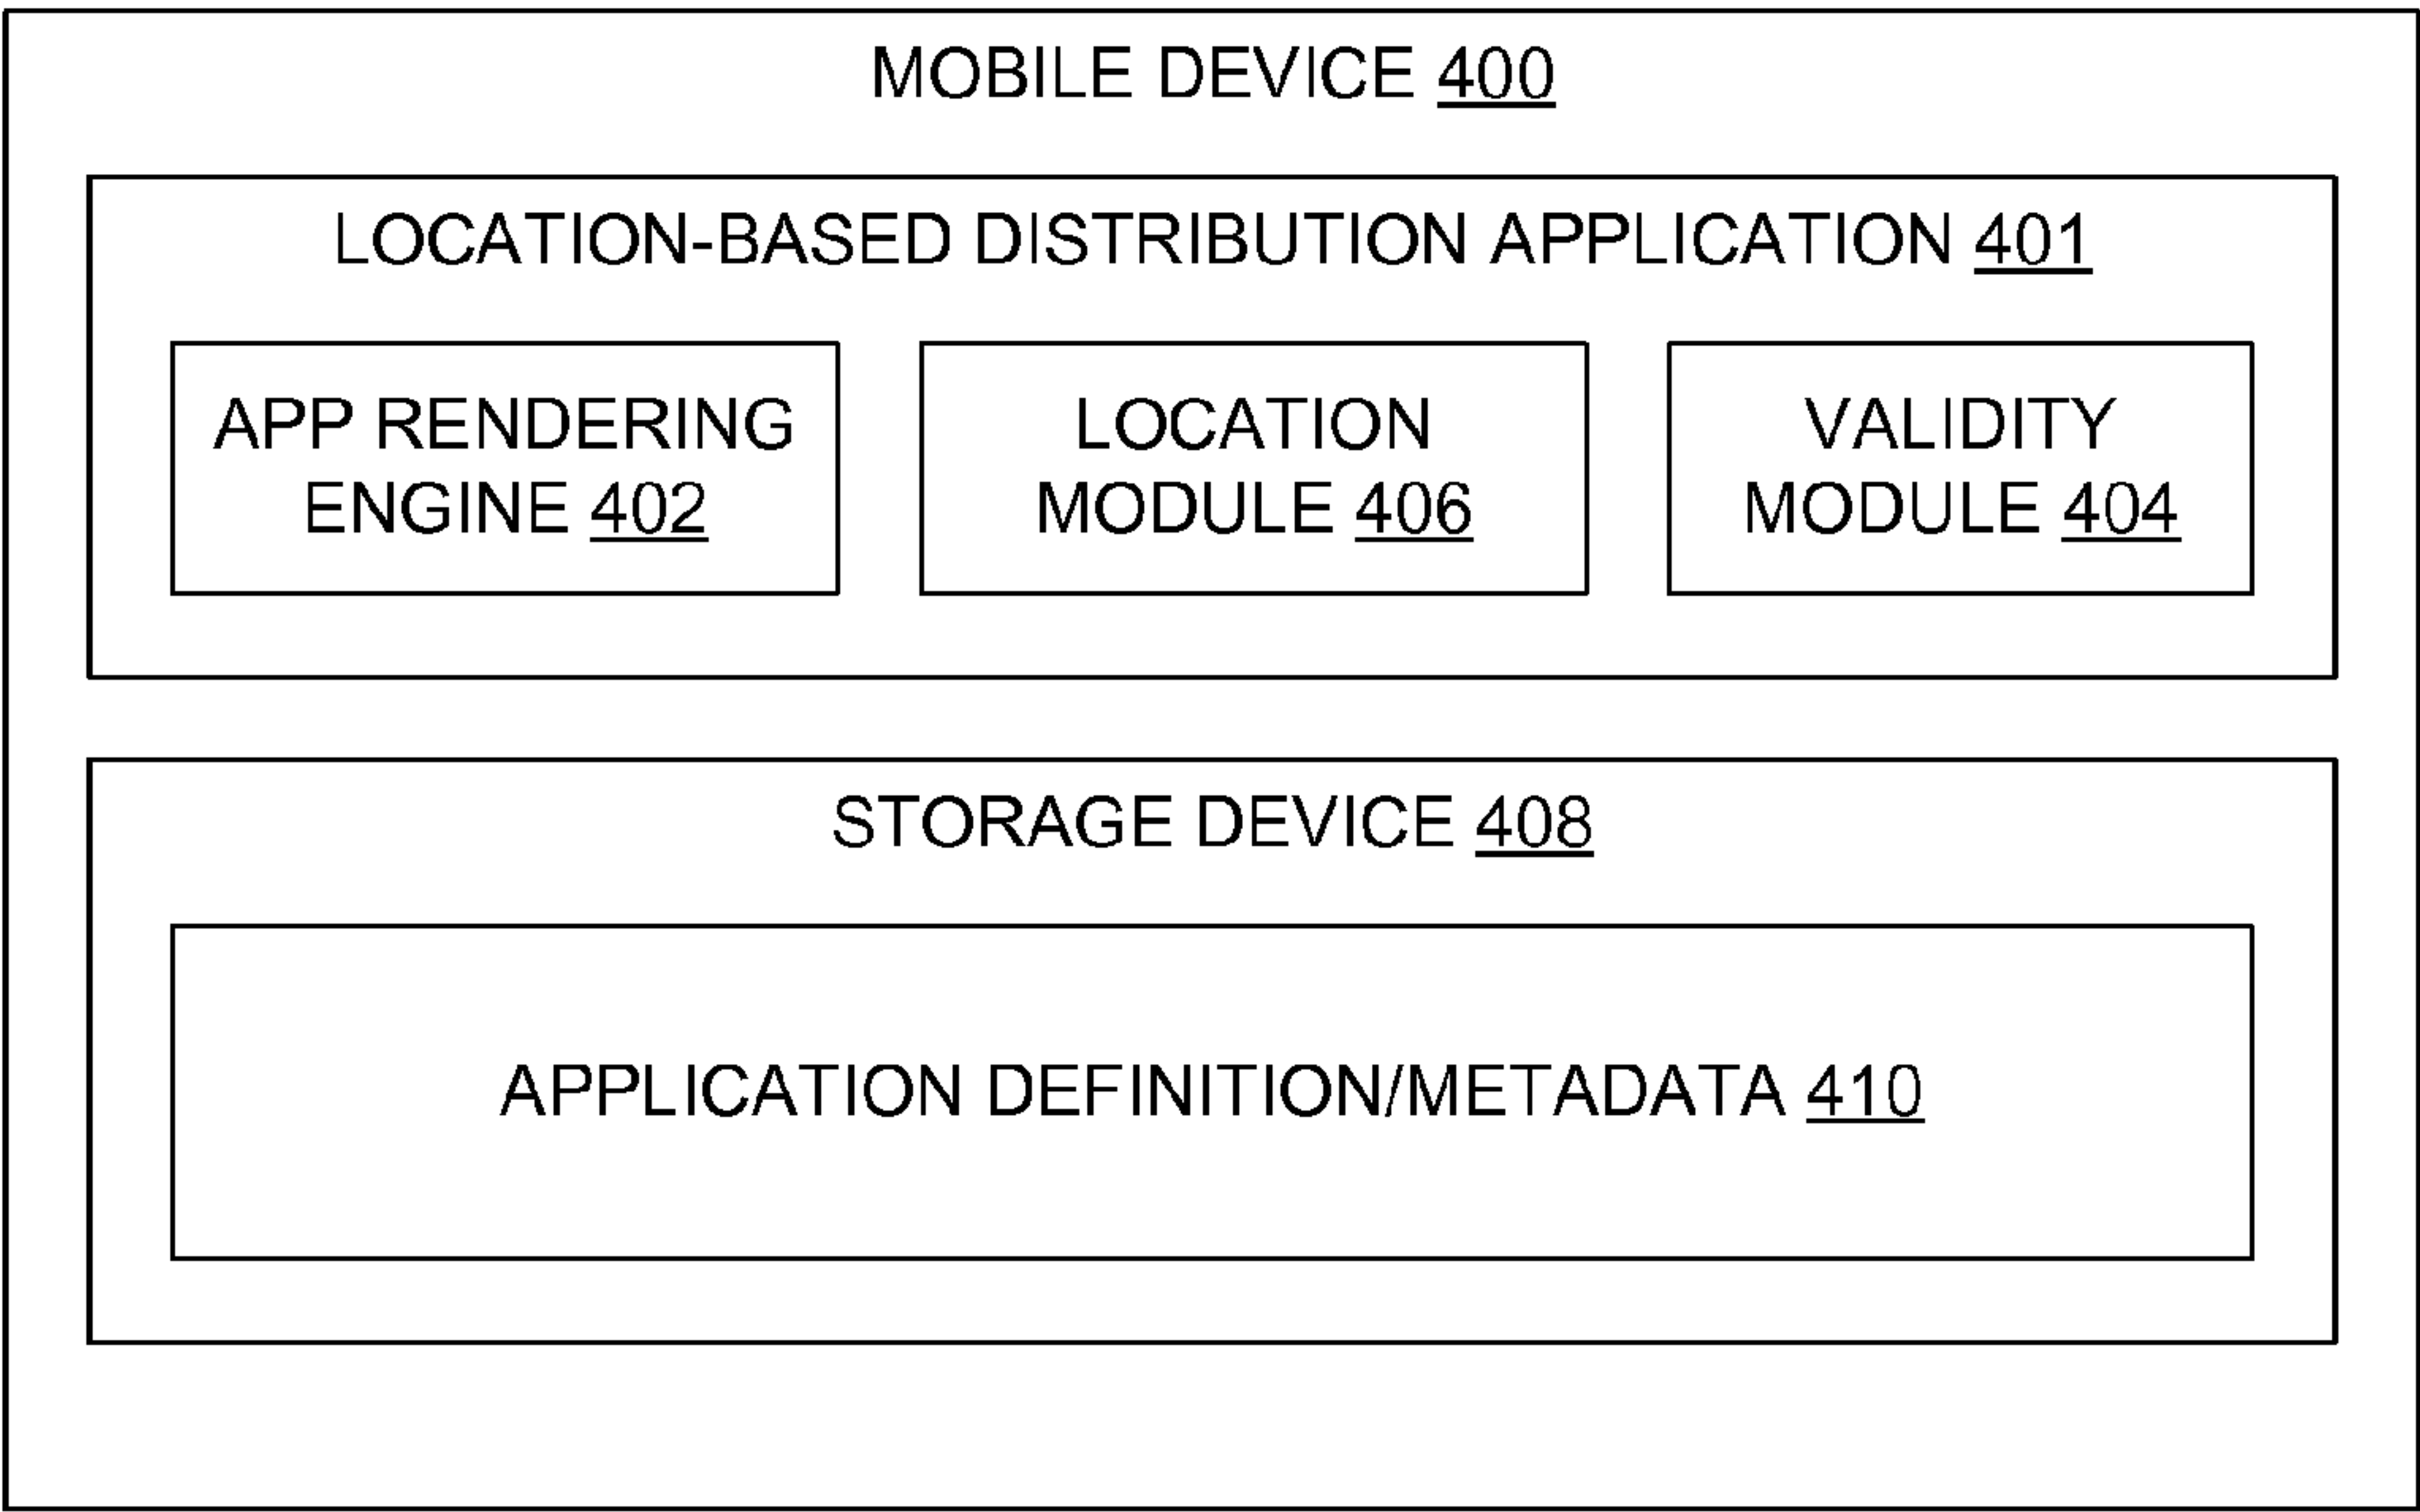 MOBILE DEVICE 400
LOCATION-BASED DISTRIBUTION APPLICATION 401
APP RENDERING
ENGINE 402
LOCATION
MODULE 406
VALIDITY
MODULE 404
STORAGE DEVICE 408
APPLICATION DEFINITION/METADATA 410